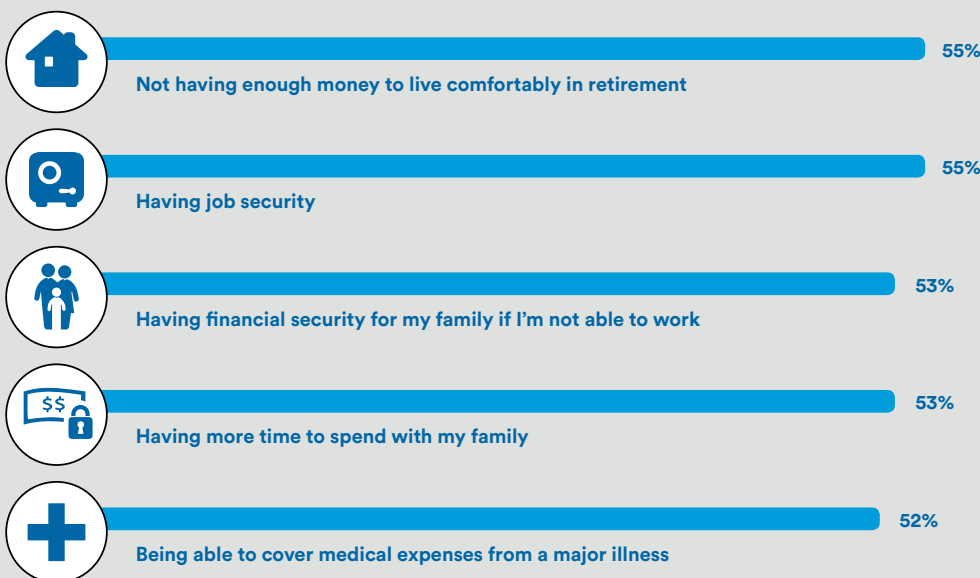 55%
Not having enough money to live comfortably in retirement
55%
Having job security
53%
Having financial security for my family if I’m not able to work
$$
53%
Having more time to spend with my family
52%
Being able to cover medical expenses from a major illness